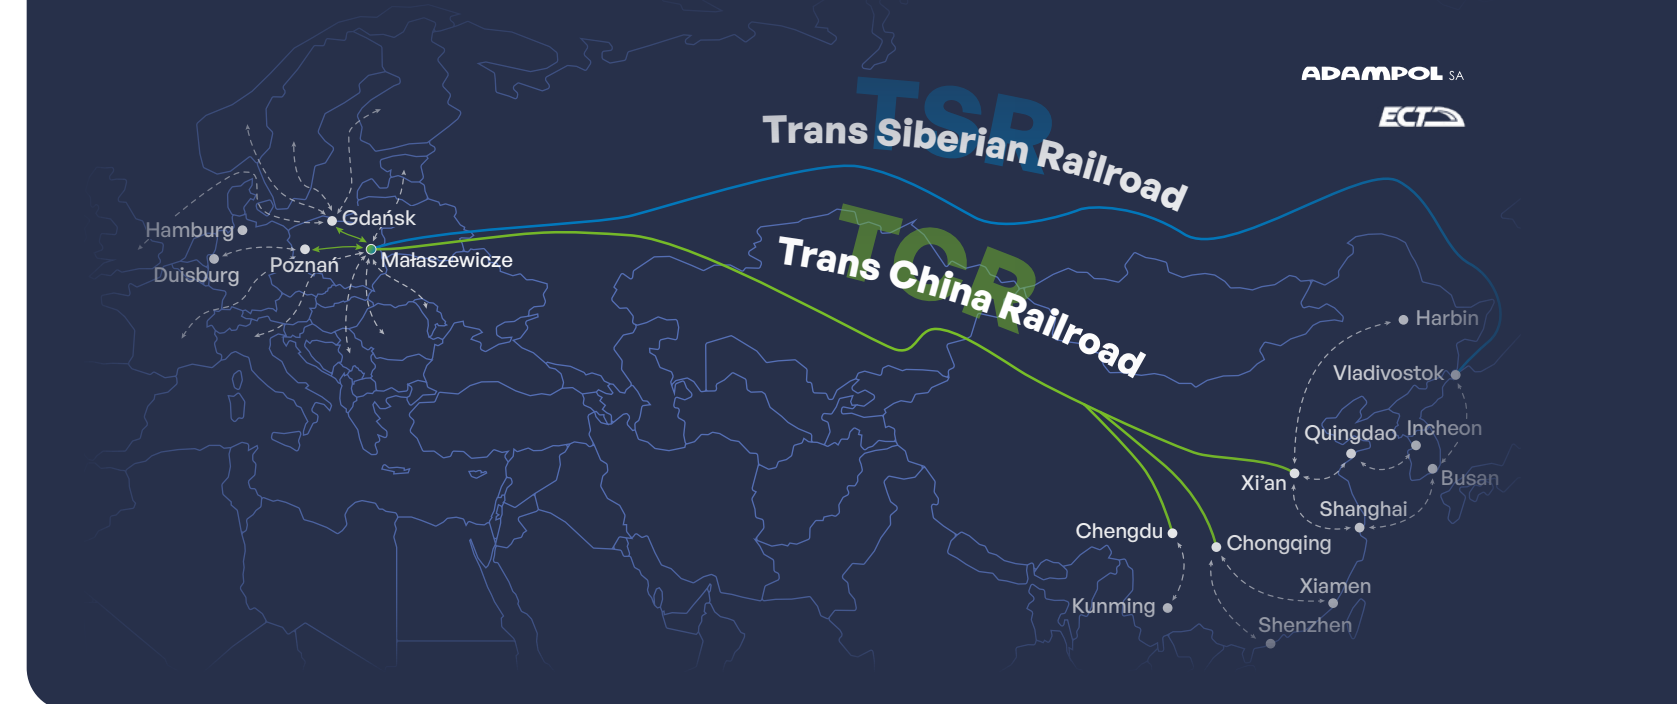 ADAMPOL SA
ECT
TSR
Trans Siberian Railroad
TCR
Trans China Railroad
Gdańsk
Hamburg
Poznań
Małaszewicze
Duisburg
Harbin
Vladivostok
Quingdao
Incheon
Xi'an
Busan
Shanghai
Chengdu
Chongqing
Xiamen
Kunming
Shenzhen